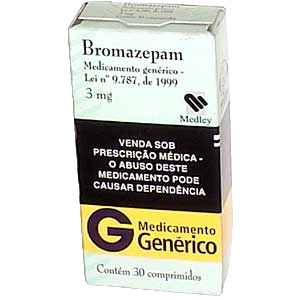 Bromazepam
Medicamento genérico -
Lei nº 9.787, de 1999
3 mg
Medley
VENDA SOB
PRESCRIÇÃO MÉDICA -
O ABUSO DESTE
MEDICAMENTO PODE
CAUSAR DEPENDÊNCIA
G Medicamento
Genérico
Contém 30 comprimidos